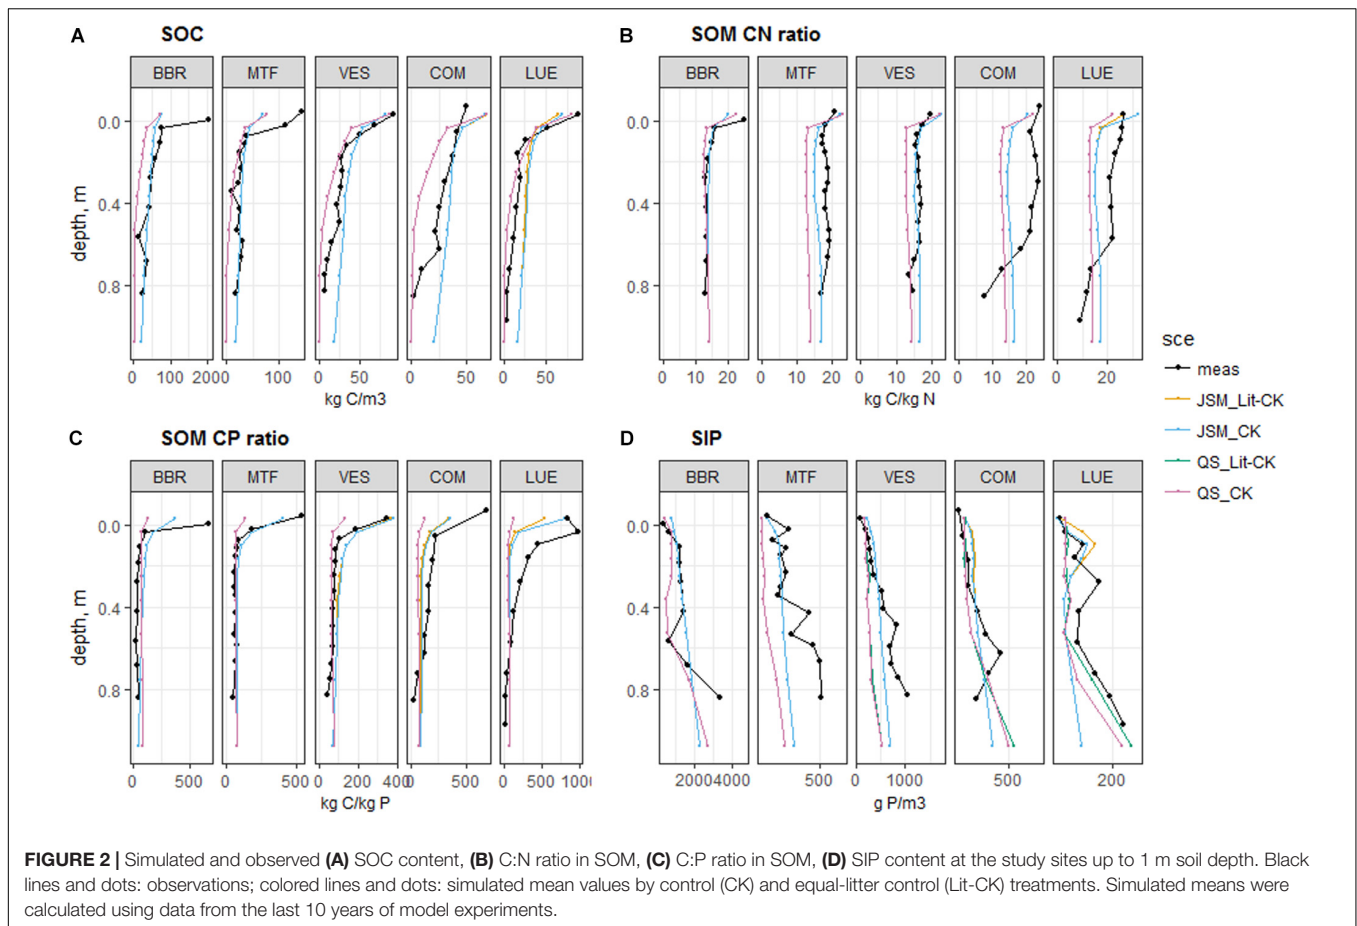 A SOC
BBR MTF VES COM LUE
0.0
0.4
0.8
depth, m
0 100 200 0 100 0 50 0 50 0 50
kg C/m3
B SOM CN ratio
BBR MTF VES COM LUE
0.0
0.4
0.8
0 10 20 0 10 20 0 10 20 0 10 20 0 20
kg C/kg N
C SOM CP ratio
BBR MTF VES COM LUE
0.0
0.4
0.8
depth, m
0 500 0 500 0 200 400 0 500 0 500 100
kg C/kg P
D SIP
BBR MTF VES COM LUE
0.0
0.4
0.8
2000 4000 500 0 1000 500 200
g P/m3
sce
meas
JSM_Lit-CK
JSM_CK
QS_Lit-CK
QS_CK
FIGURE 2 | Simulated and observed (A) SOC content, (B) C:N ratio in SOM, (C) C:P ratio in SOM, (D) SIP content at the study sites up to 1 m soil depth. Black
lines and dots: observations; colored lines and dots: simulated mean values by control (CK) and equal-litter control (Lit-CK) treatments. Simulated means were
calculated using data from the last 10 years of model experiments.